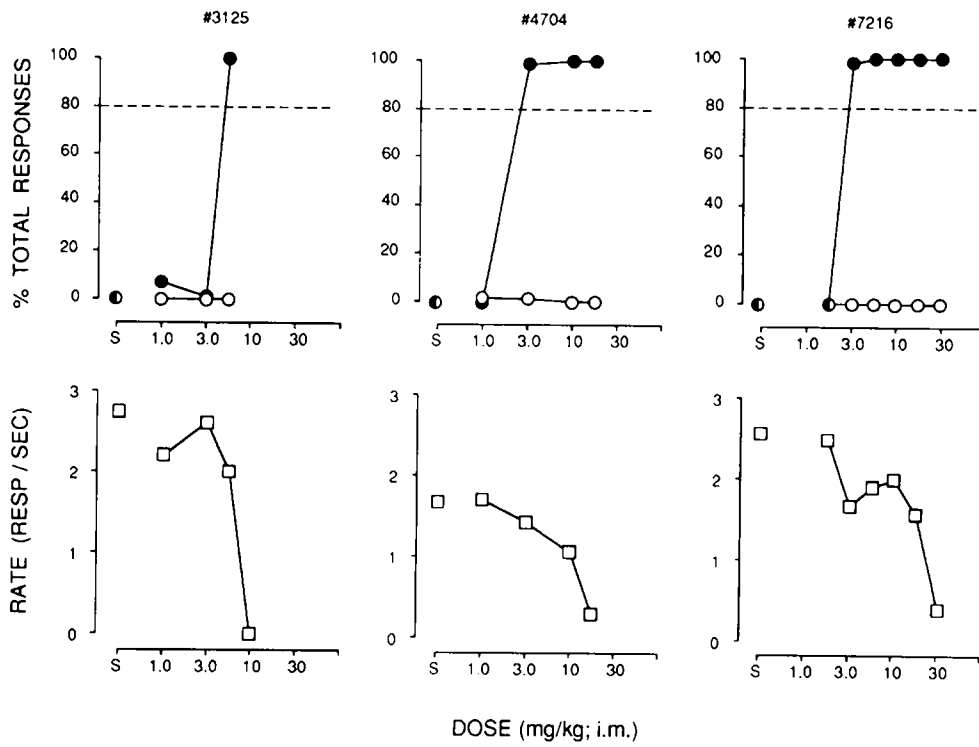 #3125 #4704 #7216
% TOTAL RESPONSES
100 100 100
80 80 80
60 60 60
40 40 40
20 20 20
0 0 0
S 1.0 3.0 10 30 S 1.0 3.0 10 30 S 1.0 3.0 10 30
RATE (RESP / SEC)
3 3 3
2 2 2
1 1 1
0 0 0
S 1.0 3.0 10 30 S 1.0 3.0 10 30 S 1.0 3.0 10 30
DOSE (mg/kg; i.m.)